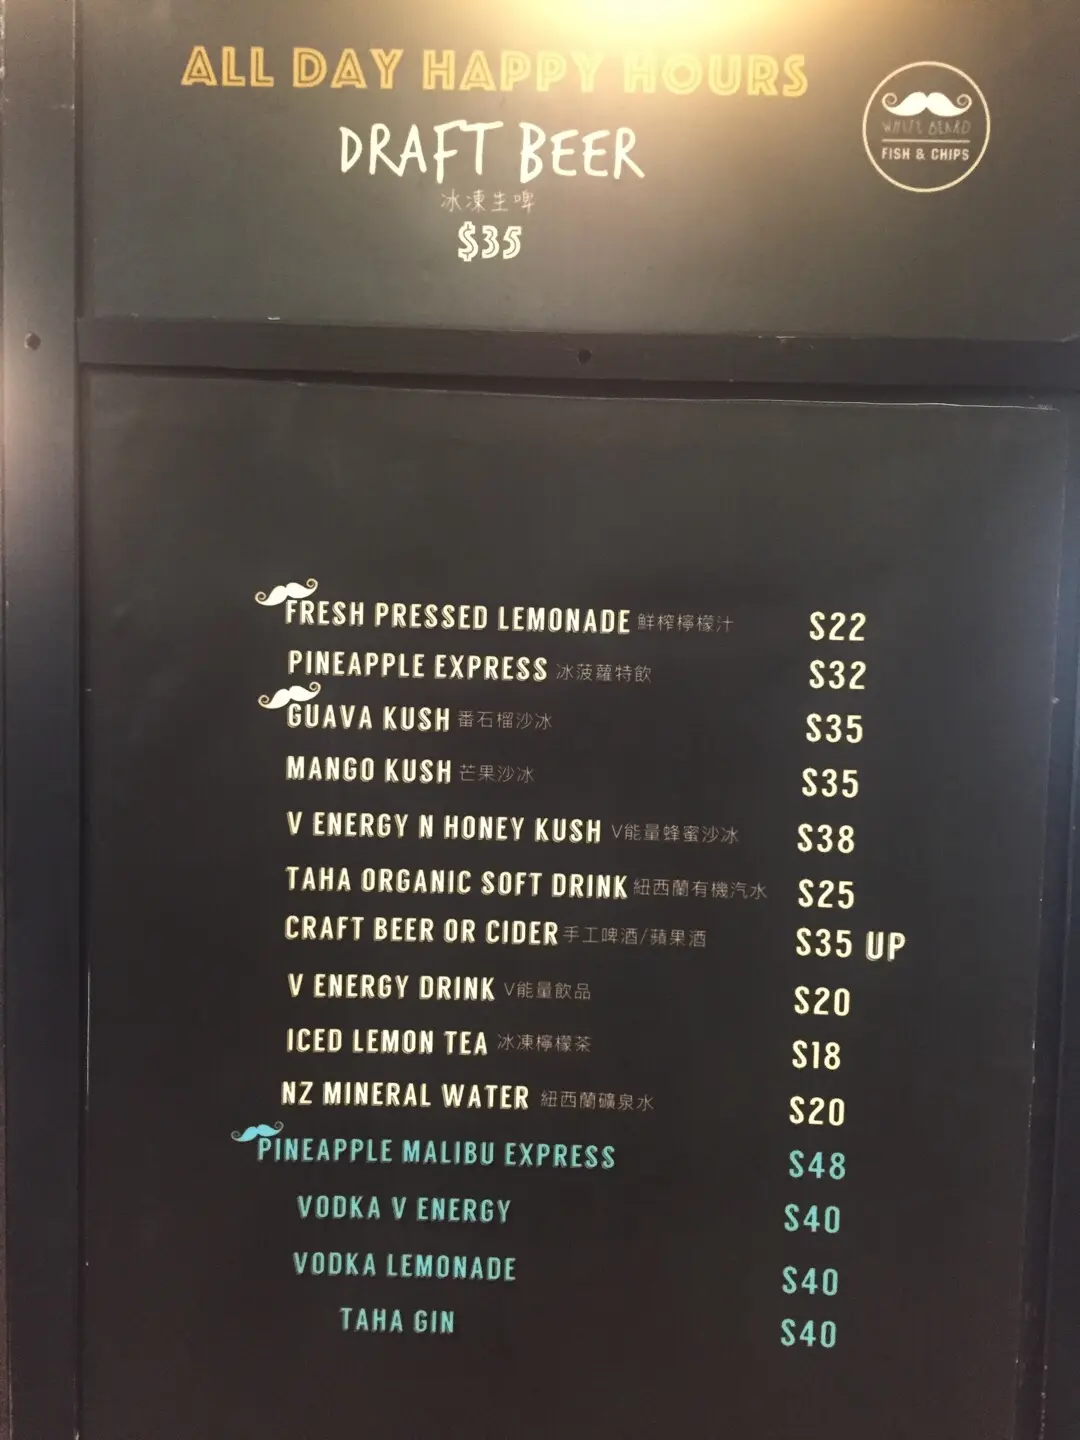 ALL DAY HAPPY HOURS
DRAFT BEER
冰凍生啤
$35
WHITE BEARD
FISH & CHIPS
FRESH PRESSED LEMONADE 鮮榨檸檬汁 $22
PINEAPPLE EXPRESS 冰菠蘿特飲 $32
GUAVA KUSH 番石榴沙冰 $35
MANGO KUSH 芒果沙冰 $35
V ENERGY N HONEY KUSH V能量蜂蜜沙冰 $38
TAHA ORGANIC SOFT DRINK 紐西蘭有機汽水 $25
CRAFT BEER OR CIDER 手工啤酒/蘋果酒 $35 UP
V ENERGY DRINK V能量飲品 $20
ICED LEMON TEA 冰凍檸檬茶 $18
NZ MINERAL WATER 紐西蘭礦泉水 $20
PINEAPPLE MALIBU EXPRESS $48
VODKA V ENERGY $40
VODKA LEMONADE $40
TAHA GIN $40